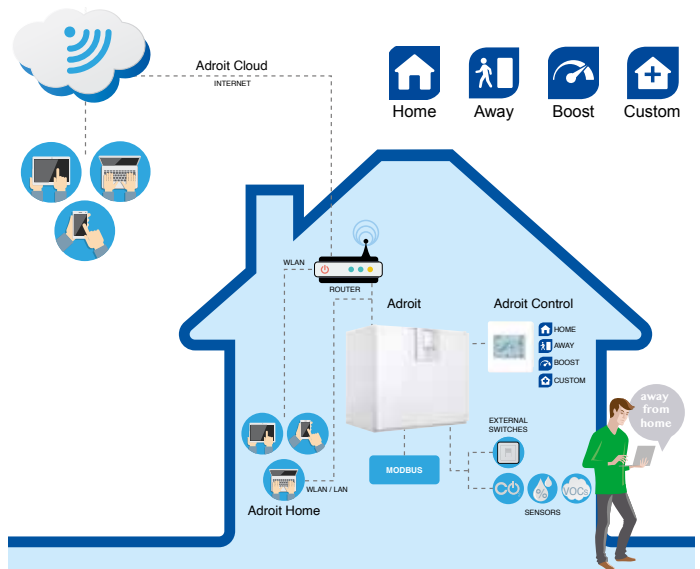 Adroit Cloud
INTERNET
Home
Away
Boost
Custom
WLAN
ROUTER
Adroit
Adroit Control
HOME
AWAY
BOOST
CUSTOM
away
from
home
EXTERNAL
SWITCHES
MODBUS
WLAN / LAN
Adroit Home
CO
%
VOCs
SENSORS